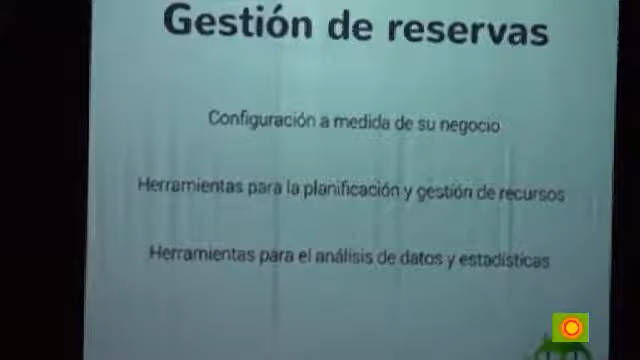 Gestión de reservas
Configuración a medida de su negocio
Herramientas para la planificación y gestión de recursos
Herramientas para el análisis de datos y estadísticas